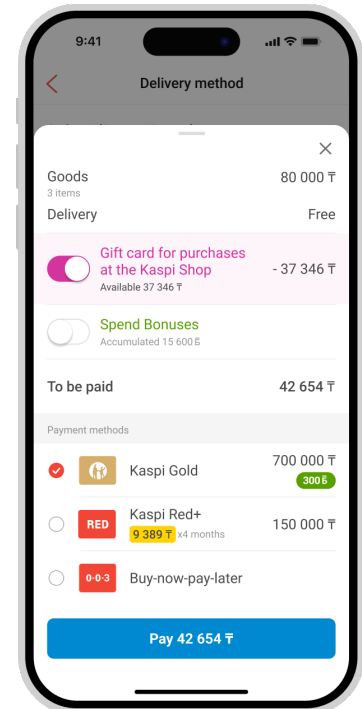 9:41
Delivery method
Goods 80 000 ₸
3 items
Delivery Free
Gift card for purchases
at the Kaspi Shop - 37 346 ₸
Available 37 346 ₸
Spend Bonuses
Accumulated 15 600 Б
To be paid 42 654 ₸
Payment methods
Kaspi Gold 700 000 ₸
300 Б
RED Kaspi Red+ 150 000 ₸
9 389 ₸ x4 months
0·0·3 Buy-now-pay-later
Pay 42 654 ₸